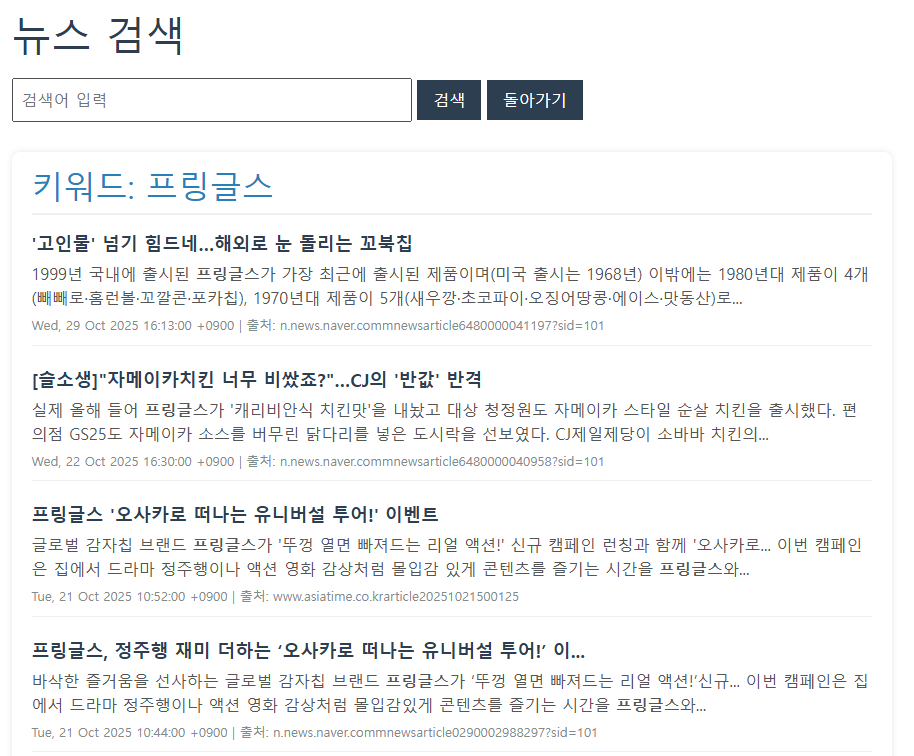 뉴스 검색
검색어 입력 검색 돌아가기
키워드: 프링글스
'고인물' 넘기 힘드네...해외로 눈 돌리는 꼬북칩
1999년 국내에 출시된 프링글스가 가장 최근에 출시된 제품이며(미국 출시는 1968년) 이밖에는 1980년대 제품이 4개
(빼빼로·홈런볼·꼬깔콘·포카칩), 1970년대 제품이 5개(새우깡·초코파이·오징어땅콩·에이스·맛동산)로...
Wed, 29 Oct 2025 16:13:00 +0900 | 출처: n.news.naver.commnewsarticle6480000041197?sid=101
[슬소생]"자메이카치킨 너무 비쌌죠?"...CJ의 '반값' 반격
실제 올해 들어 프링글스가 '캐리비안식 치킨맛'을 내놨고 대상 청정원도 자메이카 스타일 순살 치킨을 출시했다. 편
의점 GS25도 자메이카 소스를 버무린 닭다리를 넣은 도시락을 선보였다. CJ제일제당이 소바바 치킨의...
Wed, 22 Oct 2025 16:30:00 +0900 | 출처: n.news.naver.commnewsarticle6480000040958?sid=101
프링글스 '오사카로 떠나는 유니버설 투어!' 이벤트
글로벌 감자칩 브랜드 프링글스가 '뚜껑 열면 빠져드는 리얼 액션!' 신규 캠페인 런칭과 함께 '오사카로... 이번 캠페인
은 집에서 드라마 정주행이나 액션 영화 감상처럼 몰입감 있게 콘텐츠를 즐기는 시간을 프링글스와...
Tue, 21 Oct 2025 10:52:00 +0900 | 출처: www.asiatime.co.krarticle20251021500125
프링글스, 정주행 재미 더하는 ‘오사카로 떠나는 유니버설 투어!’ 이...
바삭한 즐거움을 선사하는 글로벌 감자칩 브랜드 프링글스가 ‘뚜껑 열면 빠져드는 리얼 액션!’신규... 이번 캠페인은 집
에서 드라마 정주행이나 액션 영화 감상처럼 몰입감있게 콘텐츠를 즐기는 시간을 프링글스와...
Tue, 21 Oct 2025 10:44:00 +0900 | 출처: n.news.naver.commnewsarticle0290002988297?sid=101